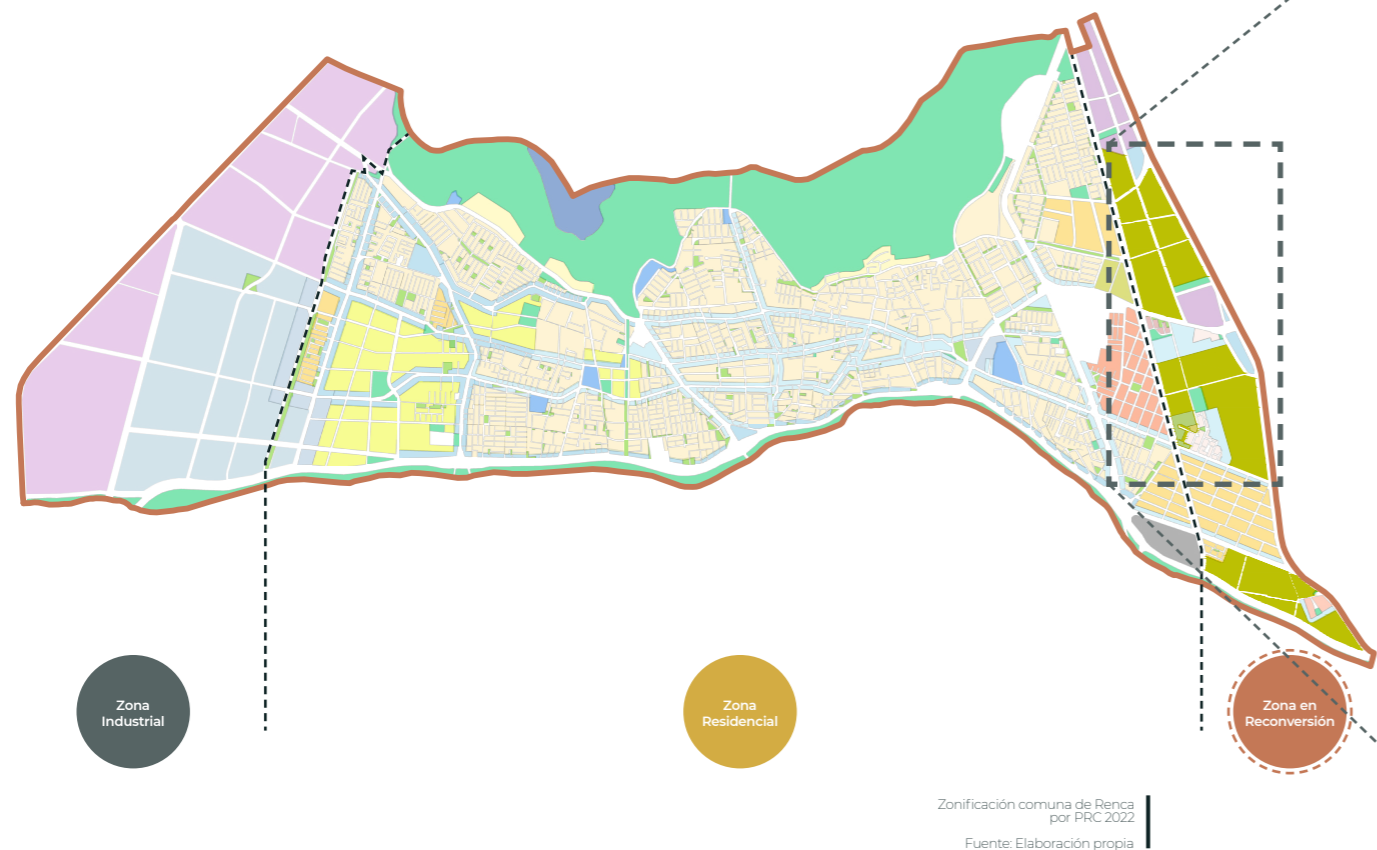 Zona
Industrial
Zona
Residencial
Zona en
Reconversión
Zonificación comuna de Renca
por PRC 2022
Fuente: Elaboración propia